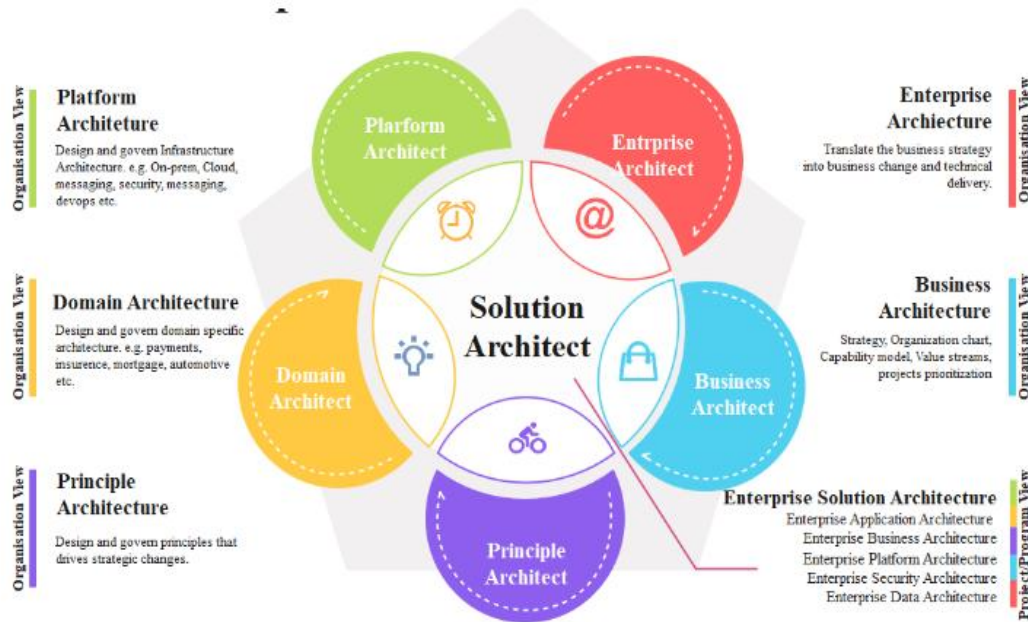 Organisation View
Platform
Architeture
Design and govern Infrastructure
Architecture. e.g. On-prem, Cloud,
messaging, security, messaging,
devops etc.
Plarform
Architect
Entrprise
Architect
Enterprise
Archiecture
Translate the business strategy
into business change and technical
delivery.
Organisation View
Organisation View
Domain Architecture
Design and govern domain specific
architecture. e.g. payments,
insurence, mortgage, automotive
etc.
Domain
Architect
@
Solution
Architect
Business
Architect
Business
Architecture
Strategy, Organization chart,
Capability model, Value streams,
projects prioritization
Organisation View
Organisation View
Principle
Architecture
Design and govern principles that
drives strategic changes.
Principle
Architect
Enterprise Solution Architecture
Enterprise Application Architecture
Enterprise Business Architecture
Enterprise Platform Architecture
Enterprise Security Architecture
Enterprise Data Architecture
Project/Program View